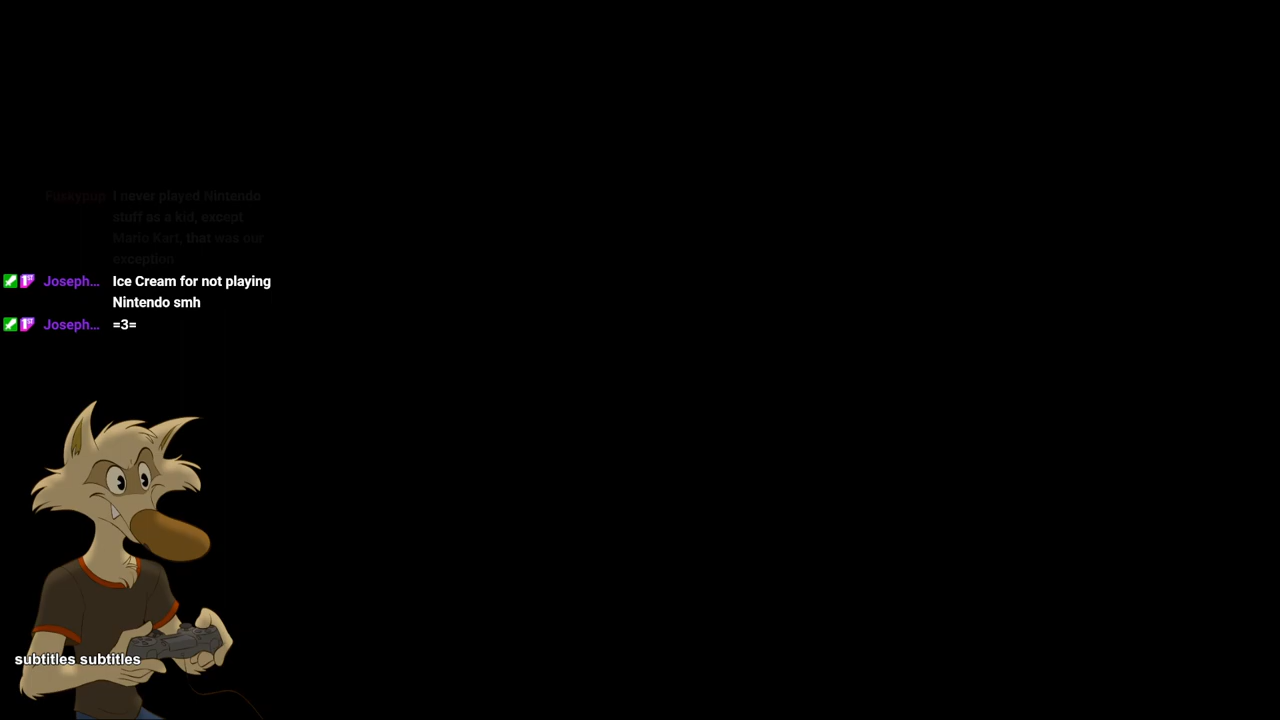 Fuskypup I never played Nintendo
stuff as a kid, except
Mario Kart, that was our
exception
Joseph... Ice Cream for not playing
Nintendo smh
Joseph... =3=
subtitles subtitles